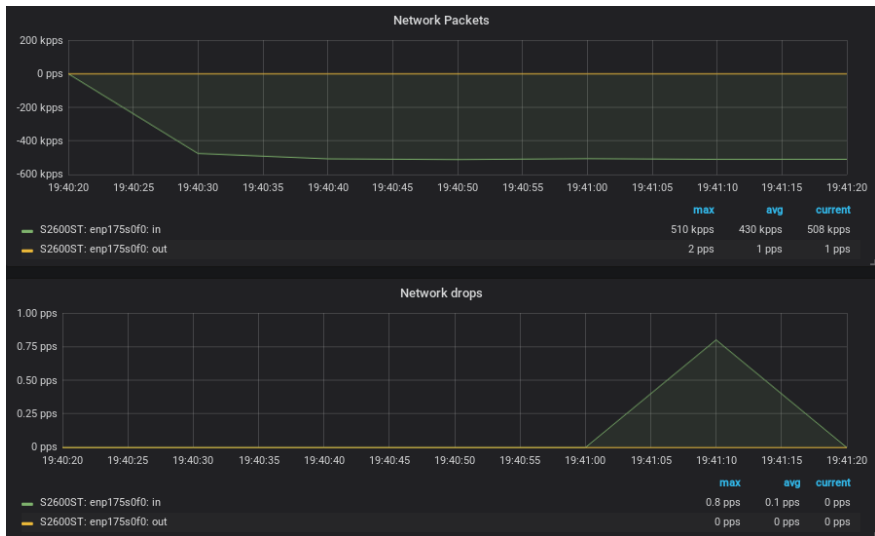 Network Packets
200 kpps
0 pps
-200 kpps
-400 kpps
-600 kpps
19:40:20 19:40:25 19:40:30 19:40:35 19:40:40 19:40:45 19:40:50 19:40:55 19:41:00 19:41:05 19:41:10 19:41:15 19:41:20
max avg current
S2600ST: enp175s0f0: in 510 kpps 430 kpps 508 kpps
S2600ST: enp175s0f0: out 2 pps 1 pps 1 pps
Network drops
1.00 pps
0.75 pps
0.50 pps
0.25 pps
0 pps
19:40:20 19:40:25 19:40:30 19:40:35 19:40:40 19:40:45 19:40:50 19:40:55 19:41:00 19:41:05 19:41:10 19:41:15 19:41:20
max avg current
S2600ST: enp175s0f0: in 0.8 pps 0.1 pps 0 pps
S2600ST: enp175s0f0: out 0 pps 0 pps 0 pps